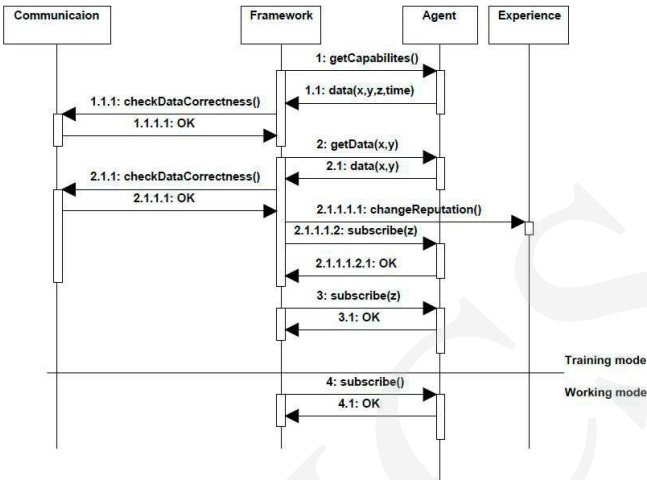 Communicaion
Framework
Agent
Experience
1: getCapabilites()
1.1: data(x,y,z,time)
1.1.1: checkDataCorrectness()
1.1.1.1: OK
2: getData(x,y)
2.1: data(x,y)
2.1.1: checkDataCorrectness()
2.1.1.1: OK
2.1.1.1.1: changeReputation()
2.1.1.1.2: subscribe(z)
2.1.1.1.2.1: OK
3: subscribe(z)
3.1: OK
Training mode
4: subscribe()
Working mode
4.1: OK